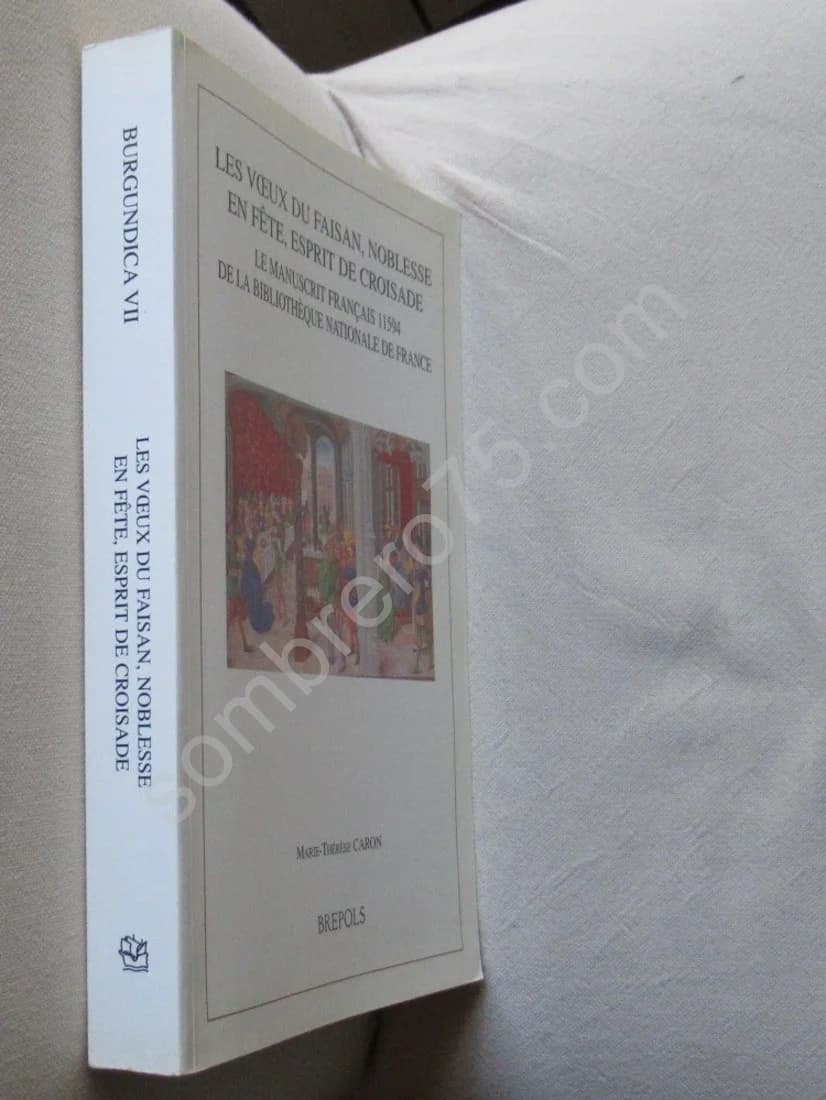 BURGUNDICA VII
LES VŒUX DU FAISAN, NOBLESSE
EN FÊTE, ESPRIT DE CROISADE
LES VŒUX DU FAISAN, NOBLESSE
EN FÊTE, ESPRIT DE CROISADE
LE MANUSCRIT FRANÇAIS 11594
DE LA BIBLIOTHÈQUE NATIONALE DE FRANCE
MARIE-THÉRÈSE CARON
BREPOLS
sombrero75.com